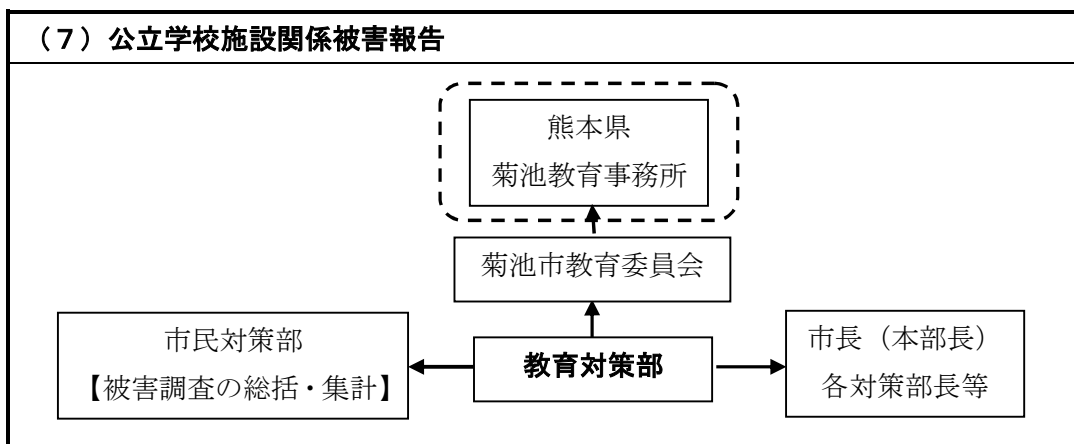 （７）公立学校施設関係被害報告
熊本県
菊池教育事務所
菊池市教育委員会
市民対策部
【被害調査の総括・集計】
教育対策部
市長（本部長）
各対策部長等